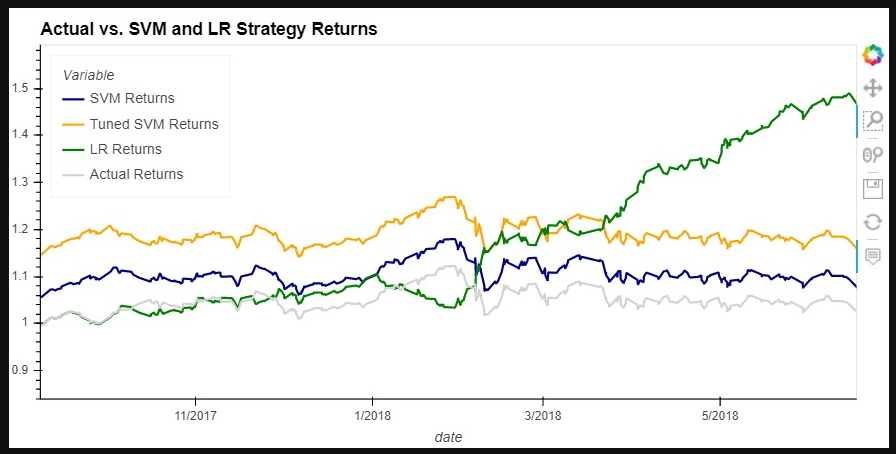 Actual vs. SVM and LR Strategy Returns
Variable
SVM Returns
Tuned SVM Returns
LR Returns
Actual Returns
1.5
1.4
1.3
1.2
1.1
1
0.9
11/2017
1/2018
3/2018
5/2018
date